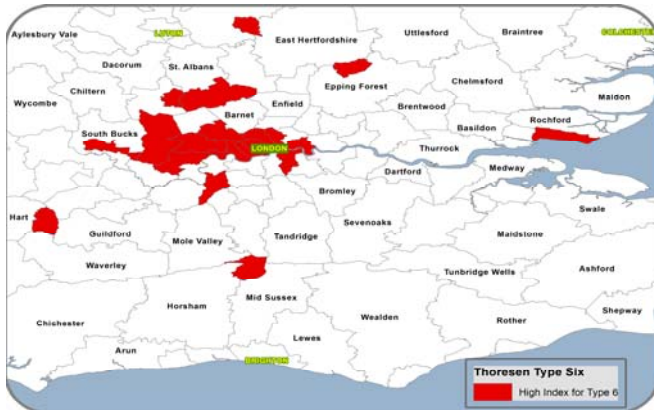 Aylesbury Vale
LUTON
East Hertfordshire
Uttlesford
Braintree
COLCHESTER
Dacorum
St. Albans
Chiltern
Epping Forest
Chelmsford
Maldon
Wycombe
Enfield
Barnet
Brentwood
South Bucks
Basildon
Rochford
LONDON
Thurrock
Dartford
Medway
Bromley
Swale
Hart
Guildford
Mole Valley
Tandridge
Sevenoaks
Maidstone
Waverley
Tunbridge Wells
Ashford
Mid Sussex
Horsham
Wealden
Rother
Shepway
Chichester
Lewes
Arun
BRIGHTON
Thoresen Type Six
High Index for Type 6